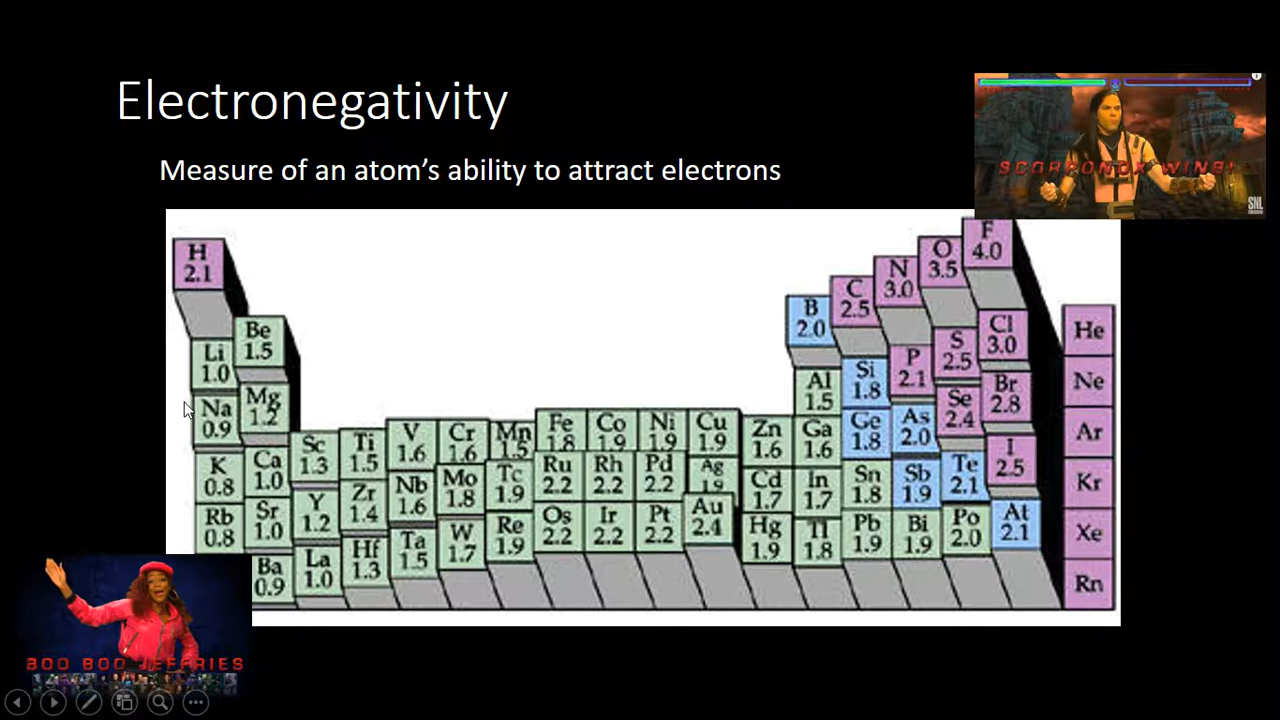 Electronegativity
Measure of an atom's ability to attract electrons
SCORPONOX WINS!
SNL
H
2.1
Be
1.5
Li
1.0
Na
0.9
Mg
1.2
K
0.8
Ca
1.0
Sc
1.3
Ti
1.5
V
1.6
Cr
1.6
Mn
1.5
Fe
1.8
Co
1.9
Ni
1.9
Cu
1.9
Zn
1.6
Ga
1.6
Ge
1.8
As
2.0
Se
2.4
Br
2.8
B
2.0
C
2.5
N
3.0
O
3.5
F
4.0
Al
1.5
Si
1.8
P
2.1
S
2.5
Cl
3.0
Rb
0.8
Sr
1.0
Y
1.2
Zr
1.4
Nb
1.6
Mo
1.8
Tc
1.9
Ru
2.2
Rh
2.2
Pd
2.2
Ag
1.9
Cd
1.7
In
1.7
Sn
1.8
Sb
1.9
Te
2.1
I
2.5
Ba
0.9
La
1.0
Hf
1.3
Ta
1.5
W
1.7
Re
1.9
Os
2.2
Ir
2.2
Pt
2.2
Au
2.4
Hg
1.9
Tl
1.8
Pb
1.9
Bi
1.9
Po
2.0
At
2.1
He
Ne
Ar
Kr
Xe
Rn
BOO BOO JEFFRIES